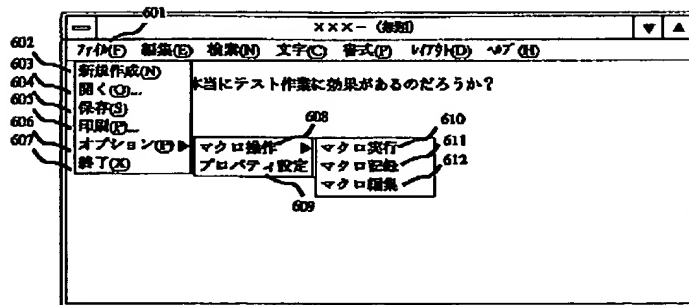 601
×××-(無題)
ファイル(F) 編集(E) 検索(N) 文字(C) 書式(P) レイアウト(D) ヘルプ(H)
602 新規作成(N)
603 開く(O)...
604 保存(S)
605 印刷(P)...
606 オプション(P)
607 終了(X)
本当にテスト作業に効果があるのだろうか?
608
マクロ操作
プロパティ設定
609
610
マクロ実行
611
マクロ記録
612
マクロ編集